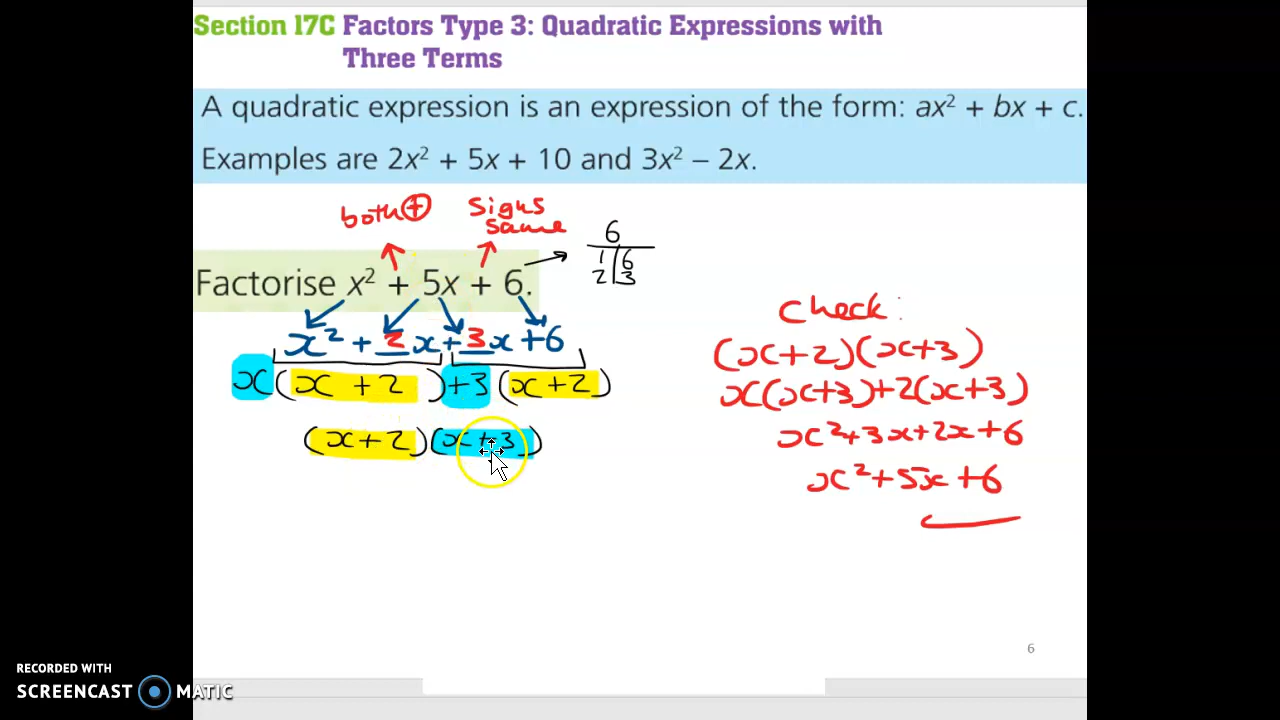 Section 17C Factors Type 3: Quadratic Expressions with
Three Terms
A quadratic expression is an expression of the form: ax² + bx + c.
Examples are 2x² + 5x + 10 and 3x² – 2x.
both +
signs
same
6
1 | 6
2 | 3
Factorise x² + 5x + 6.
x² + 2x + 3x + 6
x(x + 2) + 3(x + 2)
(x + 2)(x + 3)
Check:
(x+2)(x+3)
x(x+3)+2(x+3)
x²+3x+2x+6
x²+5x+6
6
RECORDED WITH
SCREENCAST MATIC